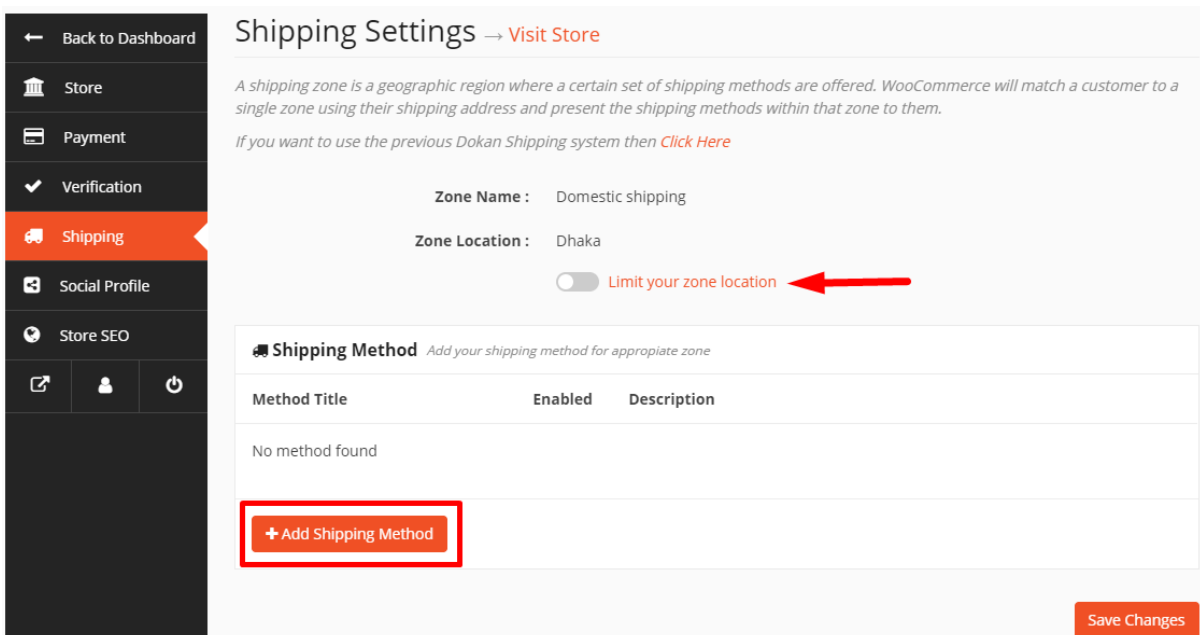 Back to Dashboard
Store
Payment
Verification
Shipping
Social Profile
Store SEO
Shipping Settings → Visit Store
A shipping zone is a geographic region where a certain set of shipping methods are offered. WooCommerce will match a customer to a
single zone using their shipping address and present the shipping methods within that zone to them.
If you want to use the previous Dokan Shipping system then Click Here
Zone Name : Domestic shipping
Zone Location : Dhaka
Limit your zone location
Shipping Method Add your shipping method for appropiate zone
Method Title Enabled Description
No method found
+ Add Shipping Method
Save Changes